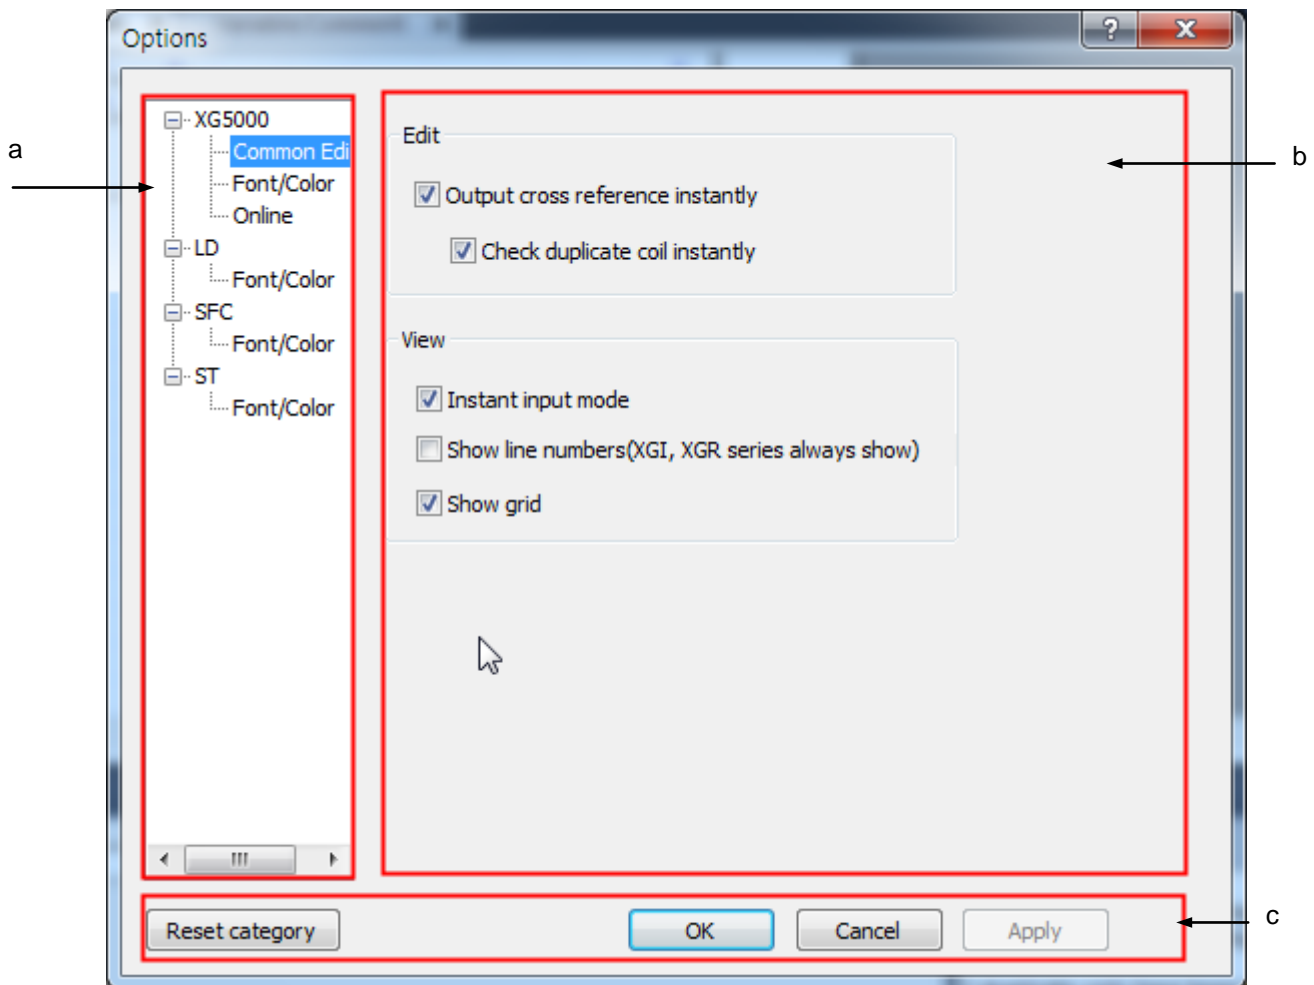 Options
?
a
XG5000
Common Edi
Font/Color
Online
LD
Font/Color
SFC
Font/Color
ST
Font/Color
b
Edit
Output cross reference instantly
Check duplicate coil instantly
View
Instant input mode
Show line numbers(XGI, XGR series always show)
Show grid
Reset category
OK
Cancel
Apply
c